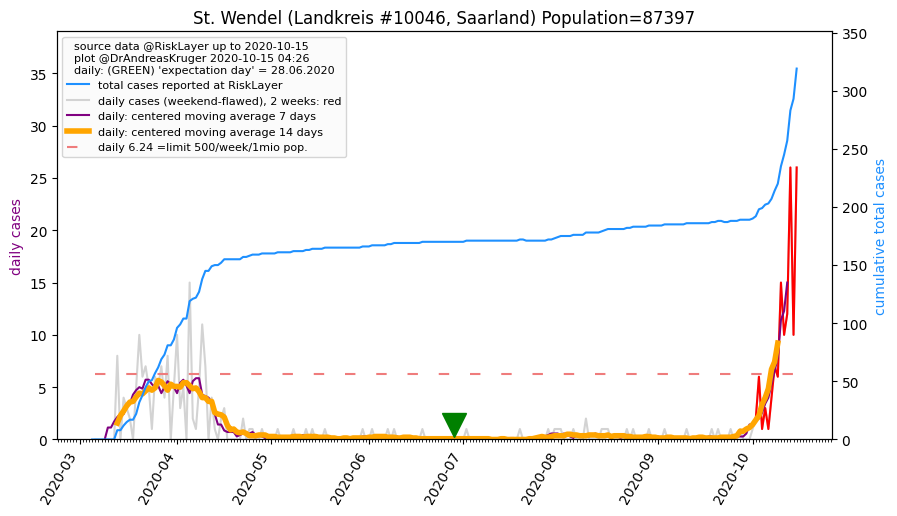 St. Wendel (Landkreis #10046, Saarland) Population=87397
source data @RiskLayer up to 2020-10-15
plot @DrAndreasKruger 2020-10-15 04:26
daily: (GREEN) 'expectation day' = 28.06.2020
total cases reported at RiskLayer
daily cases (weekend-flawed), 2 weeks: red
daily: centered moving average 7 days
daily: centered moving average 14 days
daily 6.24 =limit 500/week/1mio pop.
daily cases
35
30
25
20
15
10
5
0
cumulative total cases
350
300
250
200
150
100
50
0
2020-03
2020-04
2020-05
2020-06
2020-07
2020-08
2020-09
2020-10